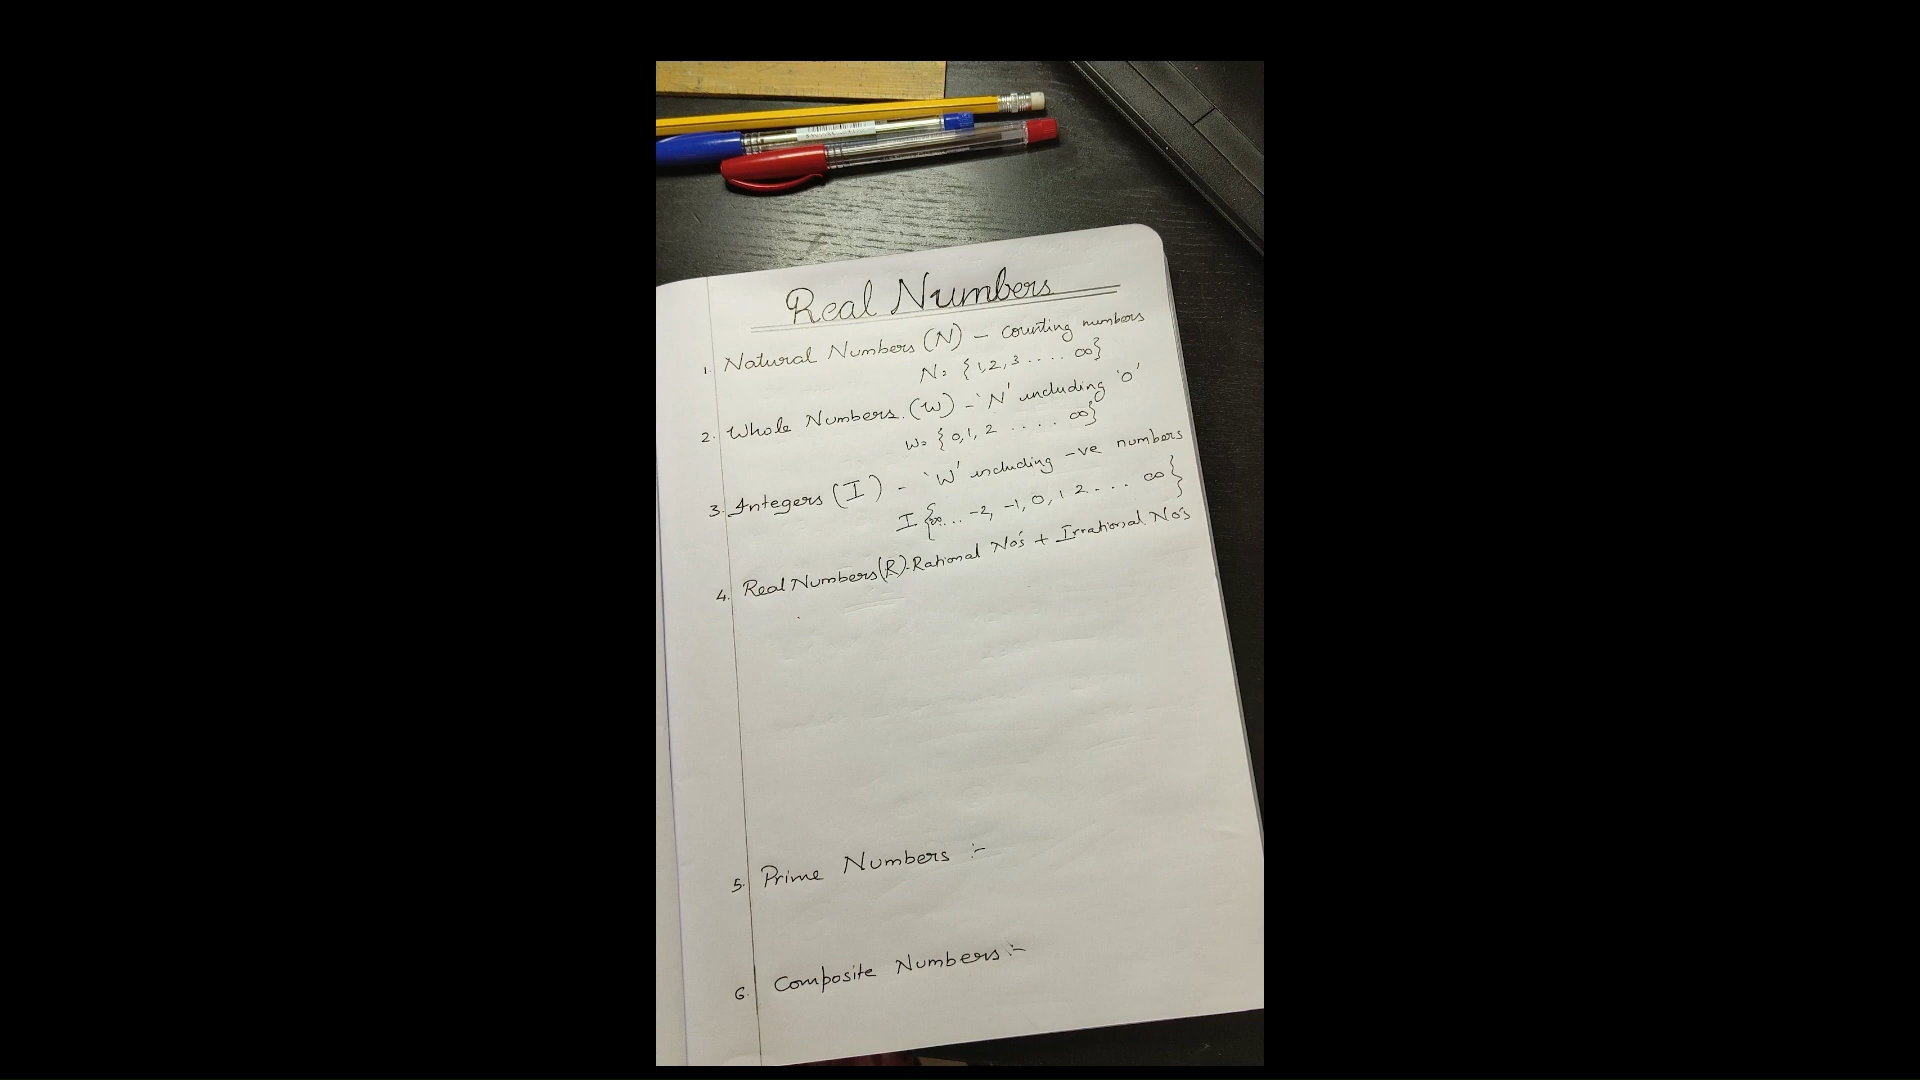 Real Numbers
1. Natural Numbers (N) - Counting numbers
N = {1, 2, 3 .... ∞}
2. Whole Numbers. (W) - 'N' including '0'
W = {0, 1, 2 .... ∞}
3. Integers (I) - 'W' including -ve numbers
I {∞... -2, -1, 0, 1 2 .... ∞}
4. Real Numbers (R) - Rational No's + Irrational No's
5. Prime Numbers :-
6. Composite Numbers :-